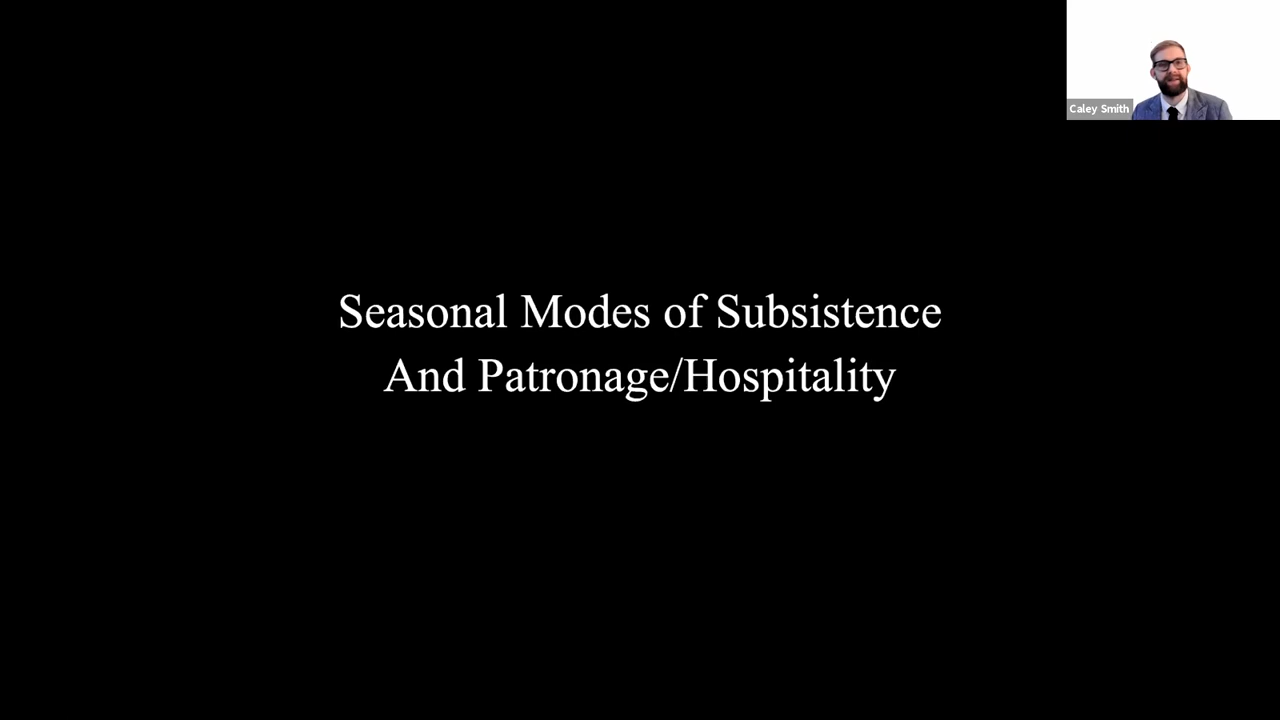 Caley Smith
Seasonal Modes of Subsistence
And Patronage/Hospitality